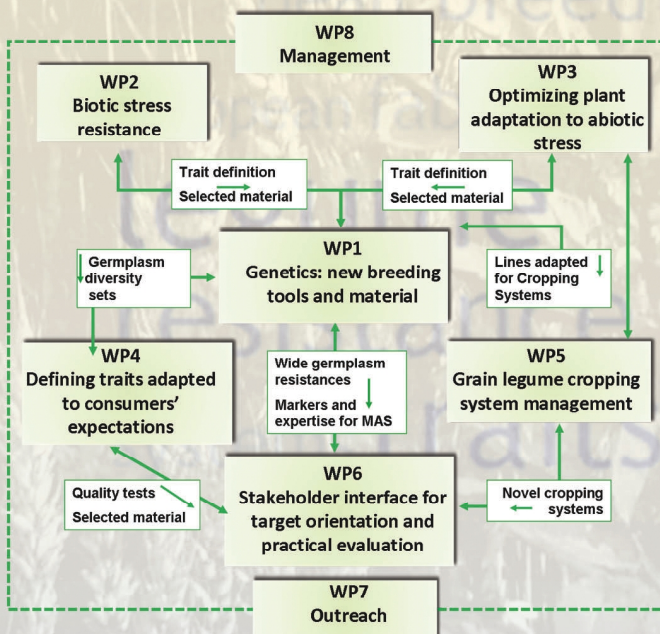 WP8
Management
WP2
Biotic stress
resistance
WP3
Optimizing plant
adaptation to abiotic
stress
Trait definition
Selected material
Trait definition
Selected material
WP1
Genetics: new breeding
tools and material
Germplasm
diversity
sets
Lines adapted
for Cropping
Systems
WP4
Defining traits adapted
to consumers’
expectations
Wide germplasm
resistances
Markers and
expertise for MAS
WP5
Grain legume cropping
system management
WP6
Stakeholder interface for
target orientation and
practical evaluation
Quality tests
Selected material
Novel cropping
systems
WP7
Outreach